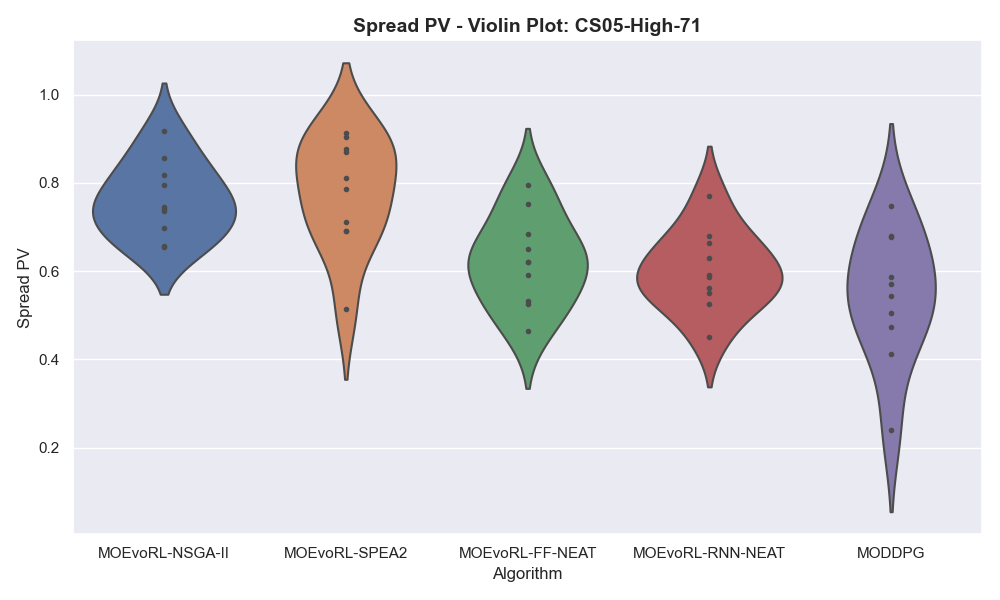 Spread PV - Violin Plot: CS05-High-71
Spread PV
1.0
0.8
0.6
0.4
0.2
MOEvoRL-NSGA-II
MOEvoRL-SPEA2
MOEvoRL-FF-NEAT
MOEvoRL-RNN-NEAT
MODDPG
Algorithm